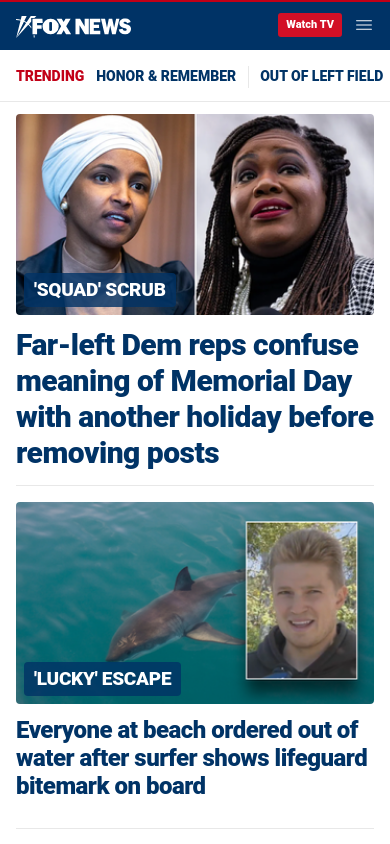 FOX NEWS
Watch TV
TRENDING HONOR & REMEMBER OUT OF LEFT FIELD
'SQUAD' SCRUB
Far-left Dem reps confuse
meaning of Memorial Day
with another holiday before
removing posts
'LUCKY' ESCAPE
Everyone at beach ordered out of
water after surfer shows lifeguard
bitemark on board